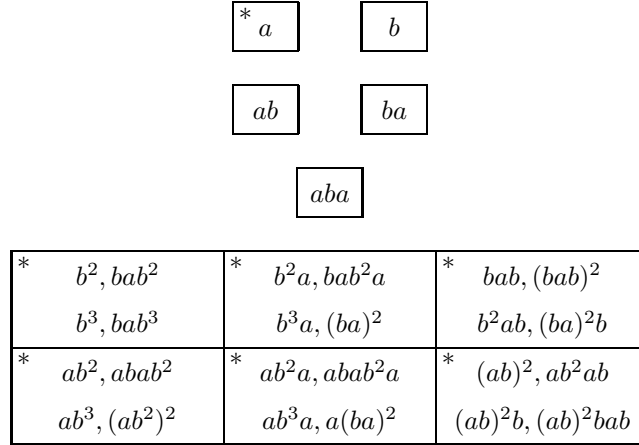 * a b
ab ba
aba
* b², bab² * b²a, bab²a * bab, (bab)²
b³, bab³ b³a, (ba)² b²ab, (ba)²b
* ab², abab² * ab²a, abab²a * (ab)², ab²ab
ab³, (ab²)² ab³a, a(ba)² (ab)²b, (ab)²bab